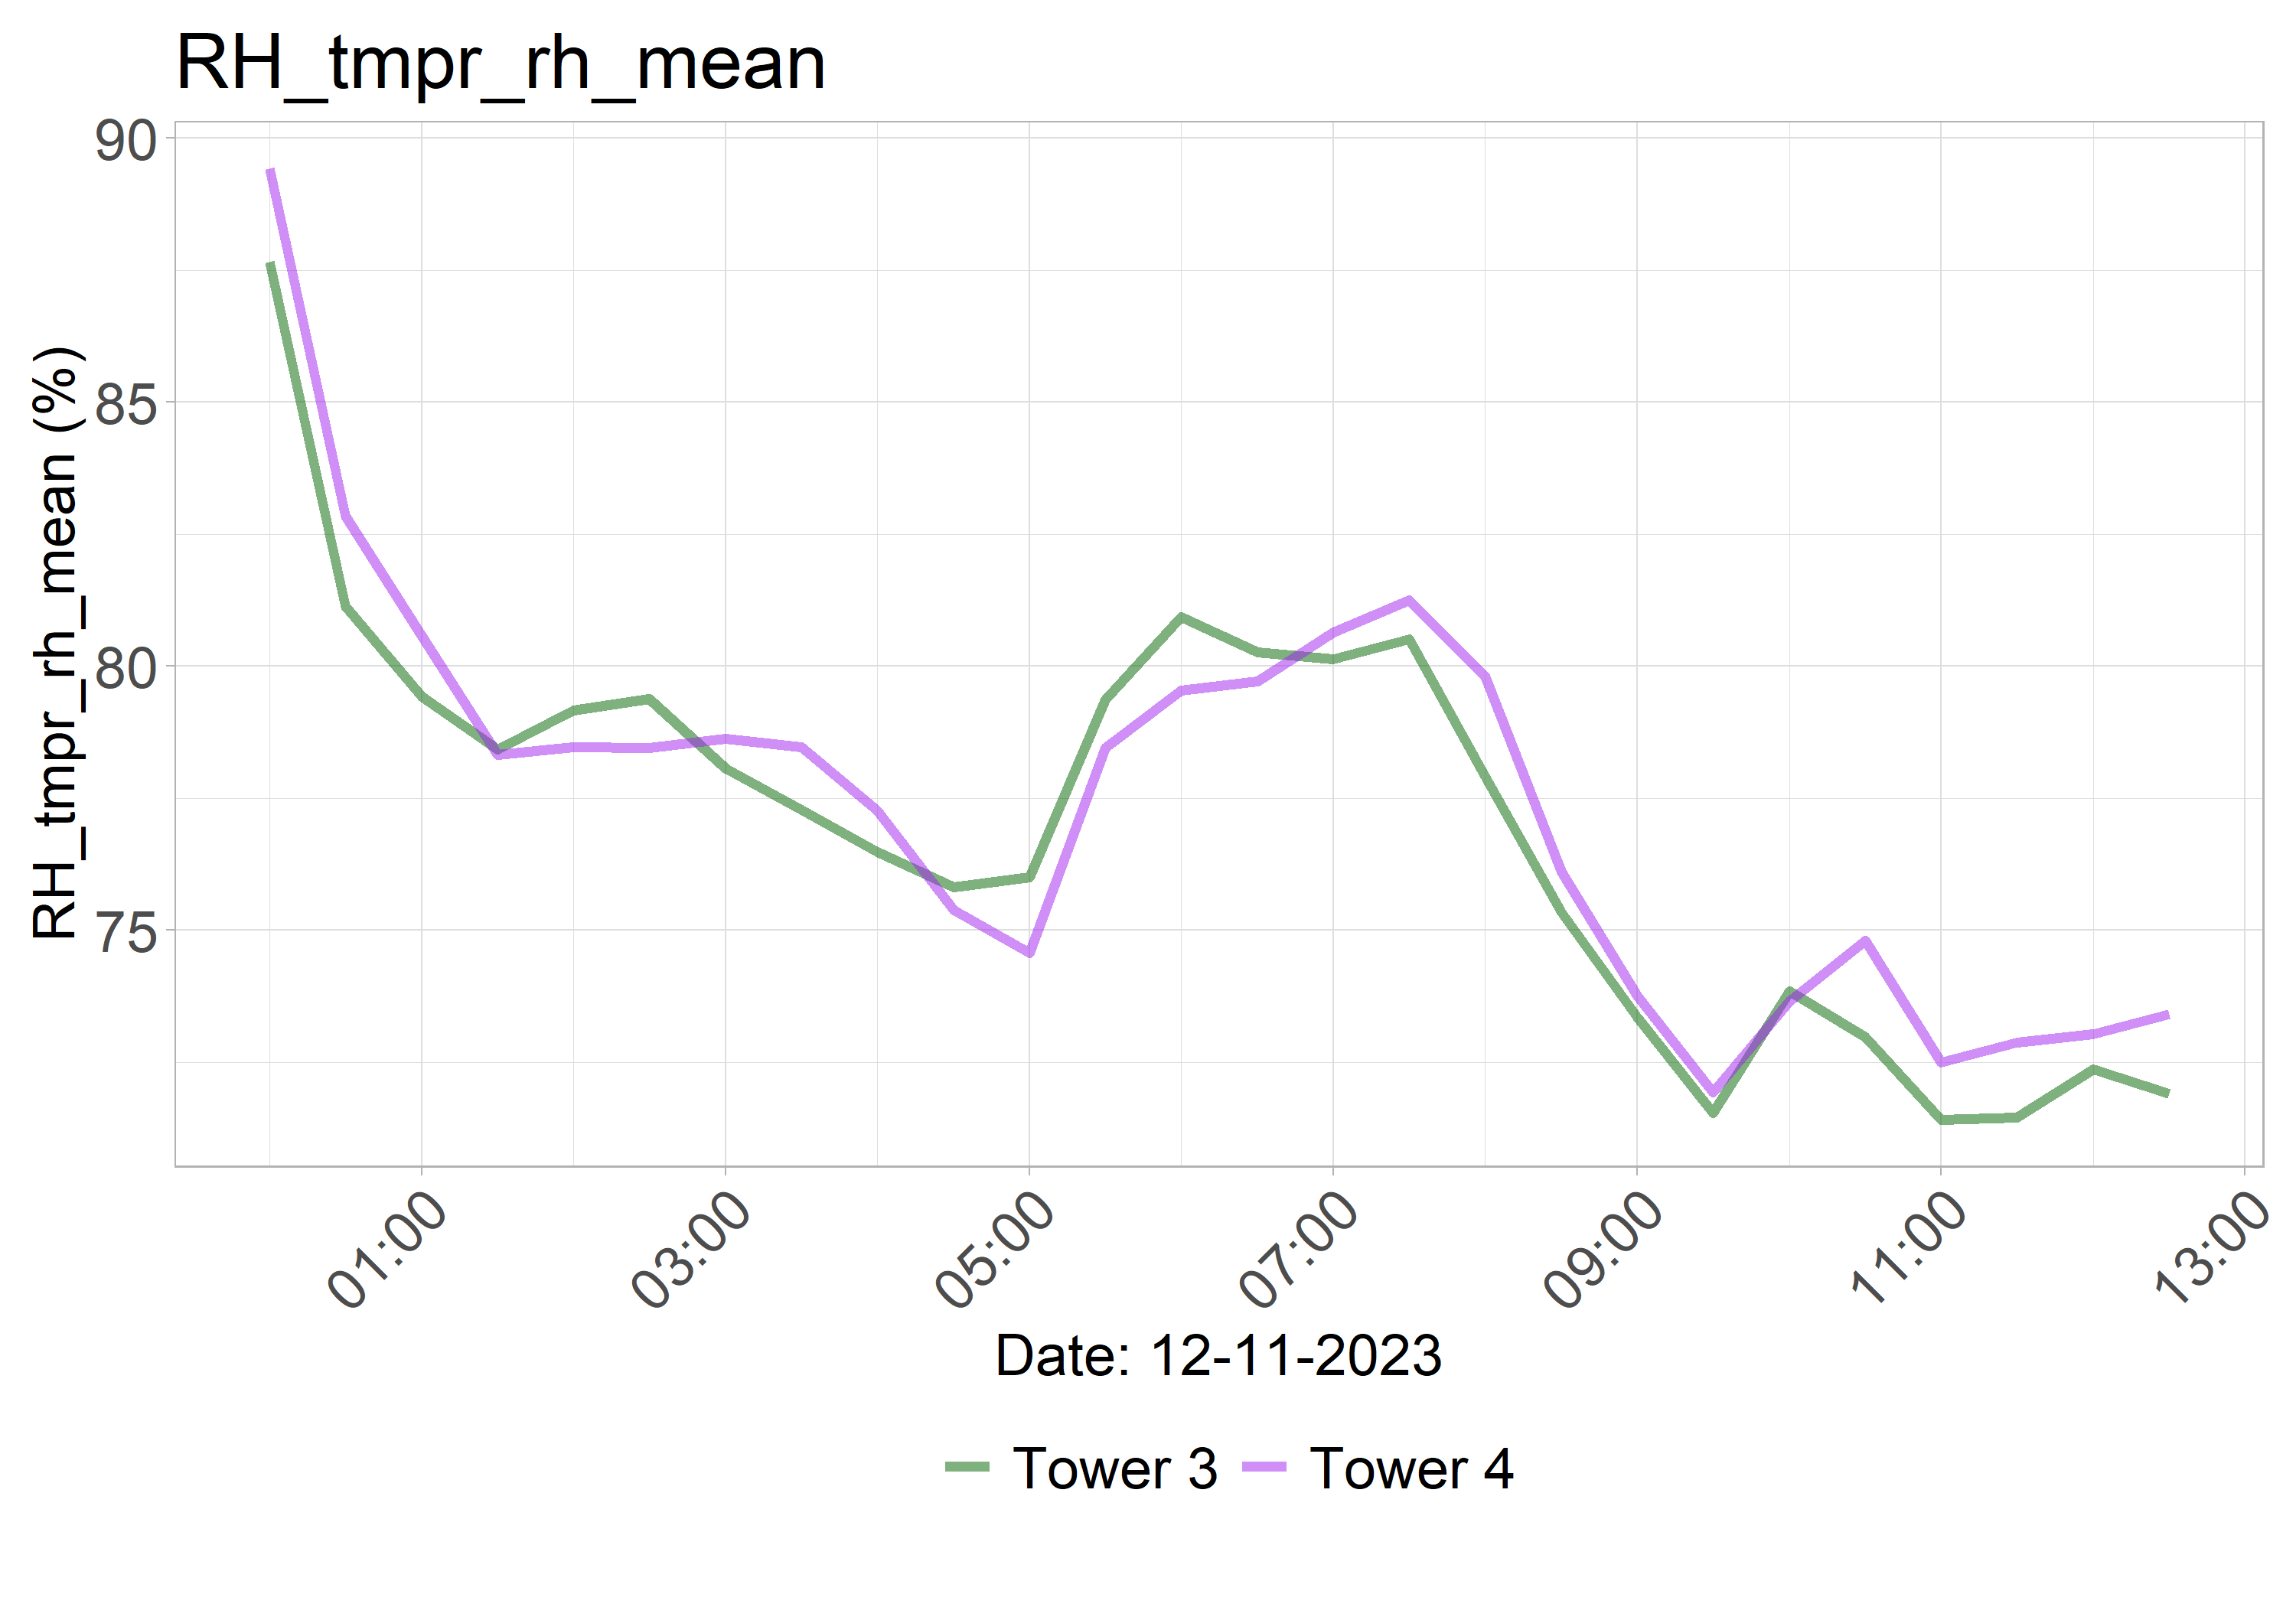 RH_tmpr_rh_mean
RH_tmpr_rh_mean (%)
90
85
80
75
01:00
03:00
05:00
07:00
09:00
11:00
13:00
Date: 12-11-2023
Tower 3
Tower 4